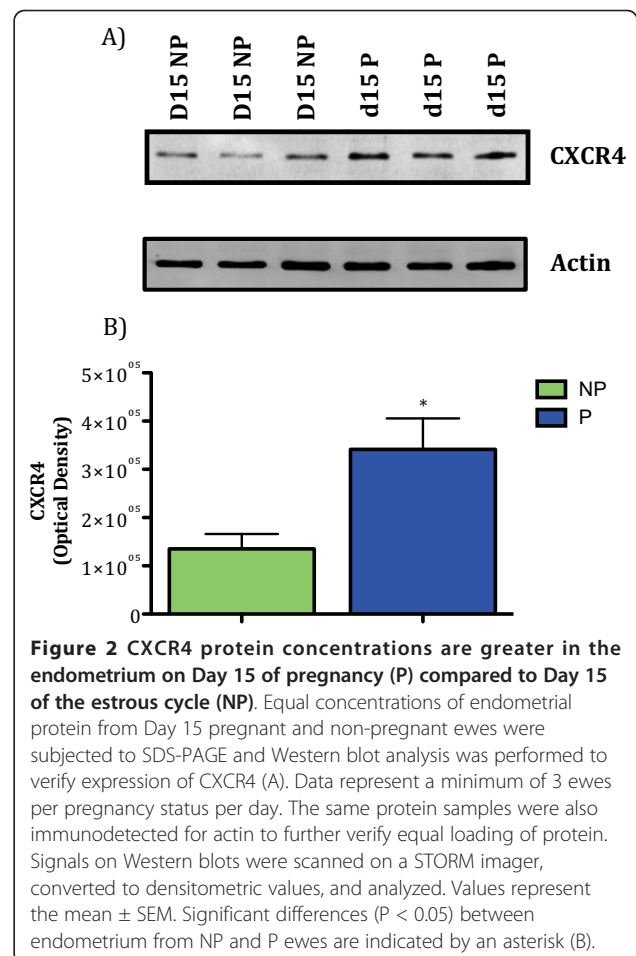 A)
D15 NP D15 NP D15 NP d15 P d15 P d15 P
CXCR4
Actin
B)
5×10⁰⁵
4×10⁰⁵
3×10⁰⁵
2×10⁰⁵
1×10⁰⁵
0
CXCR4
(Optical Density)
*
NP
P
Figure 2 CXCR4 protein concentrations are greater in the
endometrium on Day 15 of pregnancy (P) compared to Day 15
of the estrous cycle (NP). Equal concentrations of endometrial
protein from Day 15 pregnant and non-pregnant ewes were
subjected to SDS-PAGE and Western blot analysis was performed to
verify expression of CXCR4 (A). Data represent a minimum of 3 ewes
per pregnancy status per day. The same protein samples were also
immunodetected for actin to further verify equal loading of protein.
Signals on Western blots were scanned on a STORM imager,
converted to densitometric values, and analyzed. Values represent
the mean ± SEM. Significant differences (P < 0.05) between
endometrium from NP and P ewes are indicated by an asterisk (B).